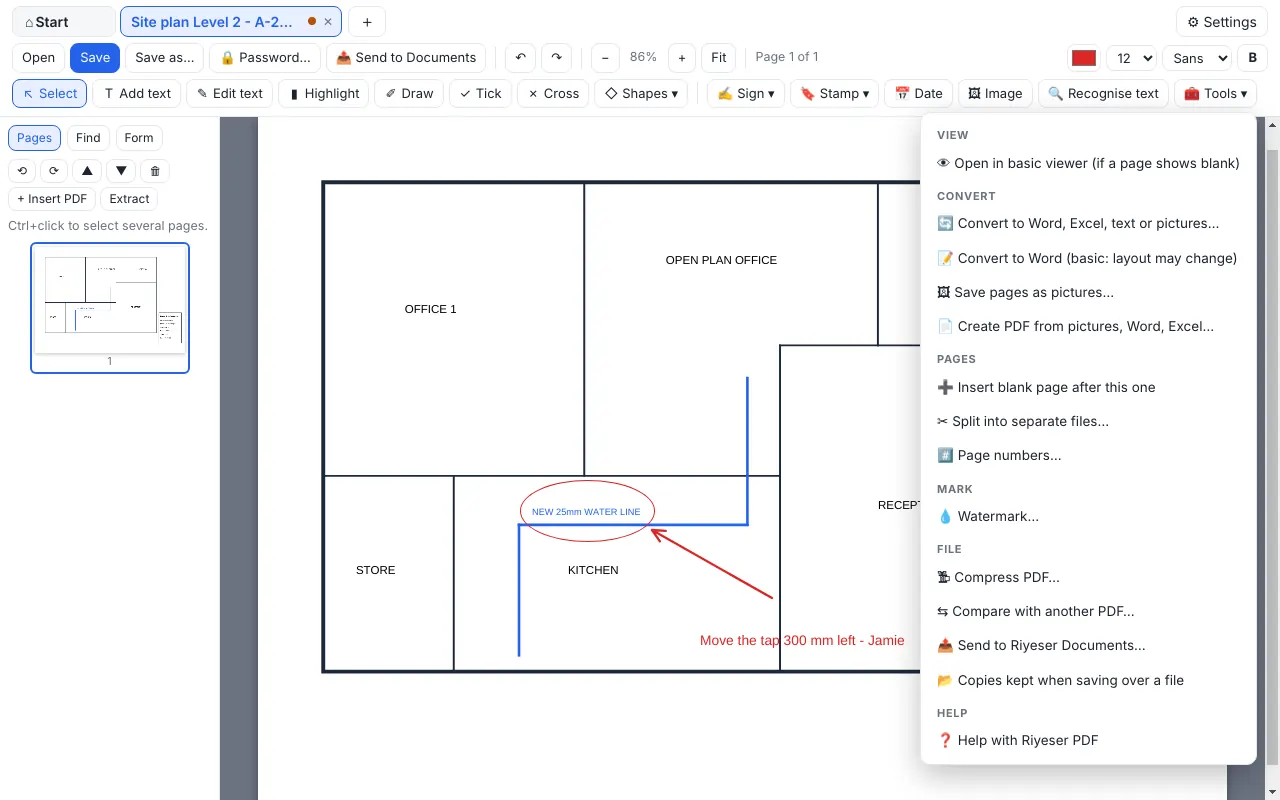 Start
Site plan Level 2 - A-2... ×
+
Settings
Open
Save
Save as...
Password...
Send to Documents
86%
Fit
Page 1 of 1
12
Sans
B
Select
T Add text
Edit text
Highlight
Draw
Tick
Cross
Shapes
Sign
Stamp
Date
Image
Recognise text
Tools
Pages
Find
Form
+ Insert PDF
Extract
Ctrl+click to select several pages.
1
OFFICE 1
OPEN PLAN OFFICE
NEW 25mm WATER LINE
RECEPT
STORE
KITCHEN
Move the tap 300 mm left - Jamie
VIEW
Open in basic viewer (if a page shows blank)
CONVERT
Convert to Word, Excel, text or pictures...
Convert to Word (basic: layout may change)
Save pages as pictures...
Create PDF from pictures, Word, Excel...
PAGES
Insert blank page after this one
Split into separate files...
Page numbers...
MARK
Watermark...
FILE
Compress PDF...
Compare with another PDF...
Send to Riyeser Documents...
Copies kept when saving over a file
HELP
Help with Riyeser PDF